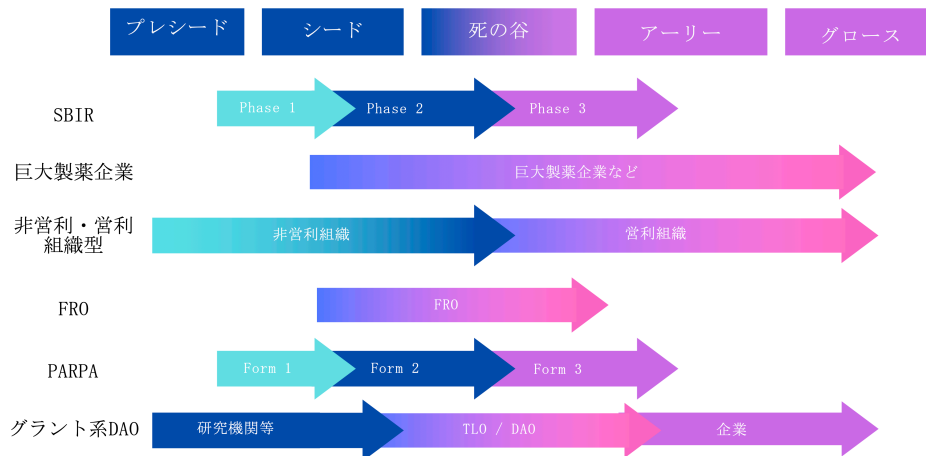 プレシード
シード
死の谷
アーリー
グロース
SBIR
Phase 1
Phase 2
Phase 3
巨大製薬企業
巨大製薬企業など
非営利・営利
組織型
非営利組織
営利組織
FRO
FRO
PARPA
Form 1
Form 2
Form 3
グラント系DAO
研究機関等
TLO / DAO
企業